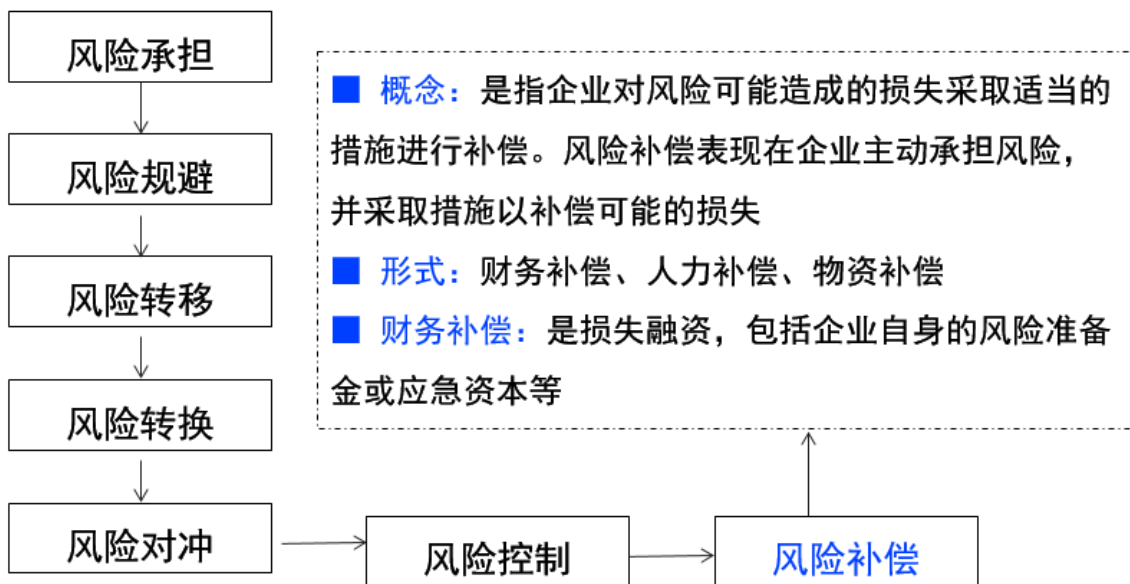 风险承担
风险规避
风险转移
风险转换
风险对冲
风险控制
风险补偿
■ 概念：是指企业对风险可能造成的损失采取适当的
措施进行补偿。风险补偿表现在企业主动承担风险，
并采取措施以补偿可能的损失
■ 形式：财务补偿、人力补偿、物资补偿
■ 财务补偿：是损失融资，包括企业自身的风险准备
金或应急资本等